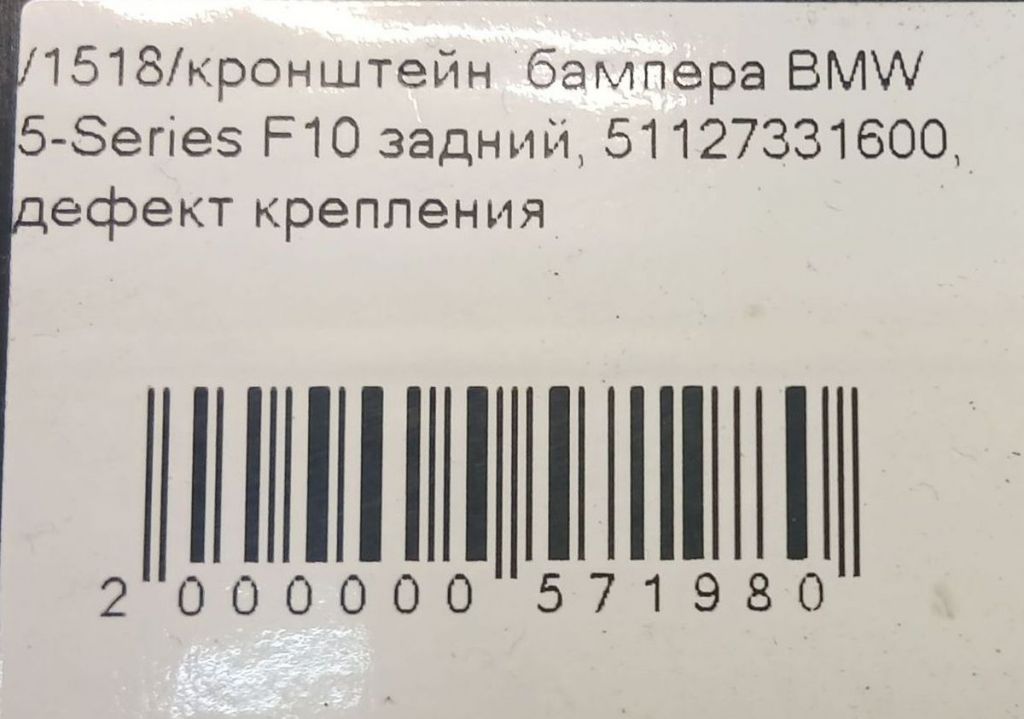 /1518/кронштейн бампера BMW
5-Series F10 задний, 51127331600,
дефект крепления
2 000000 571980